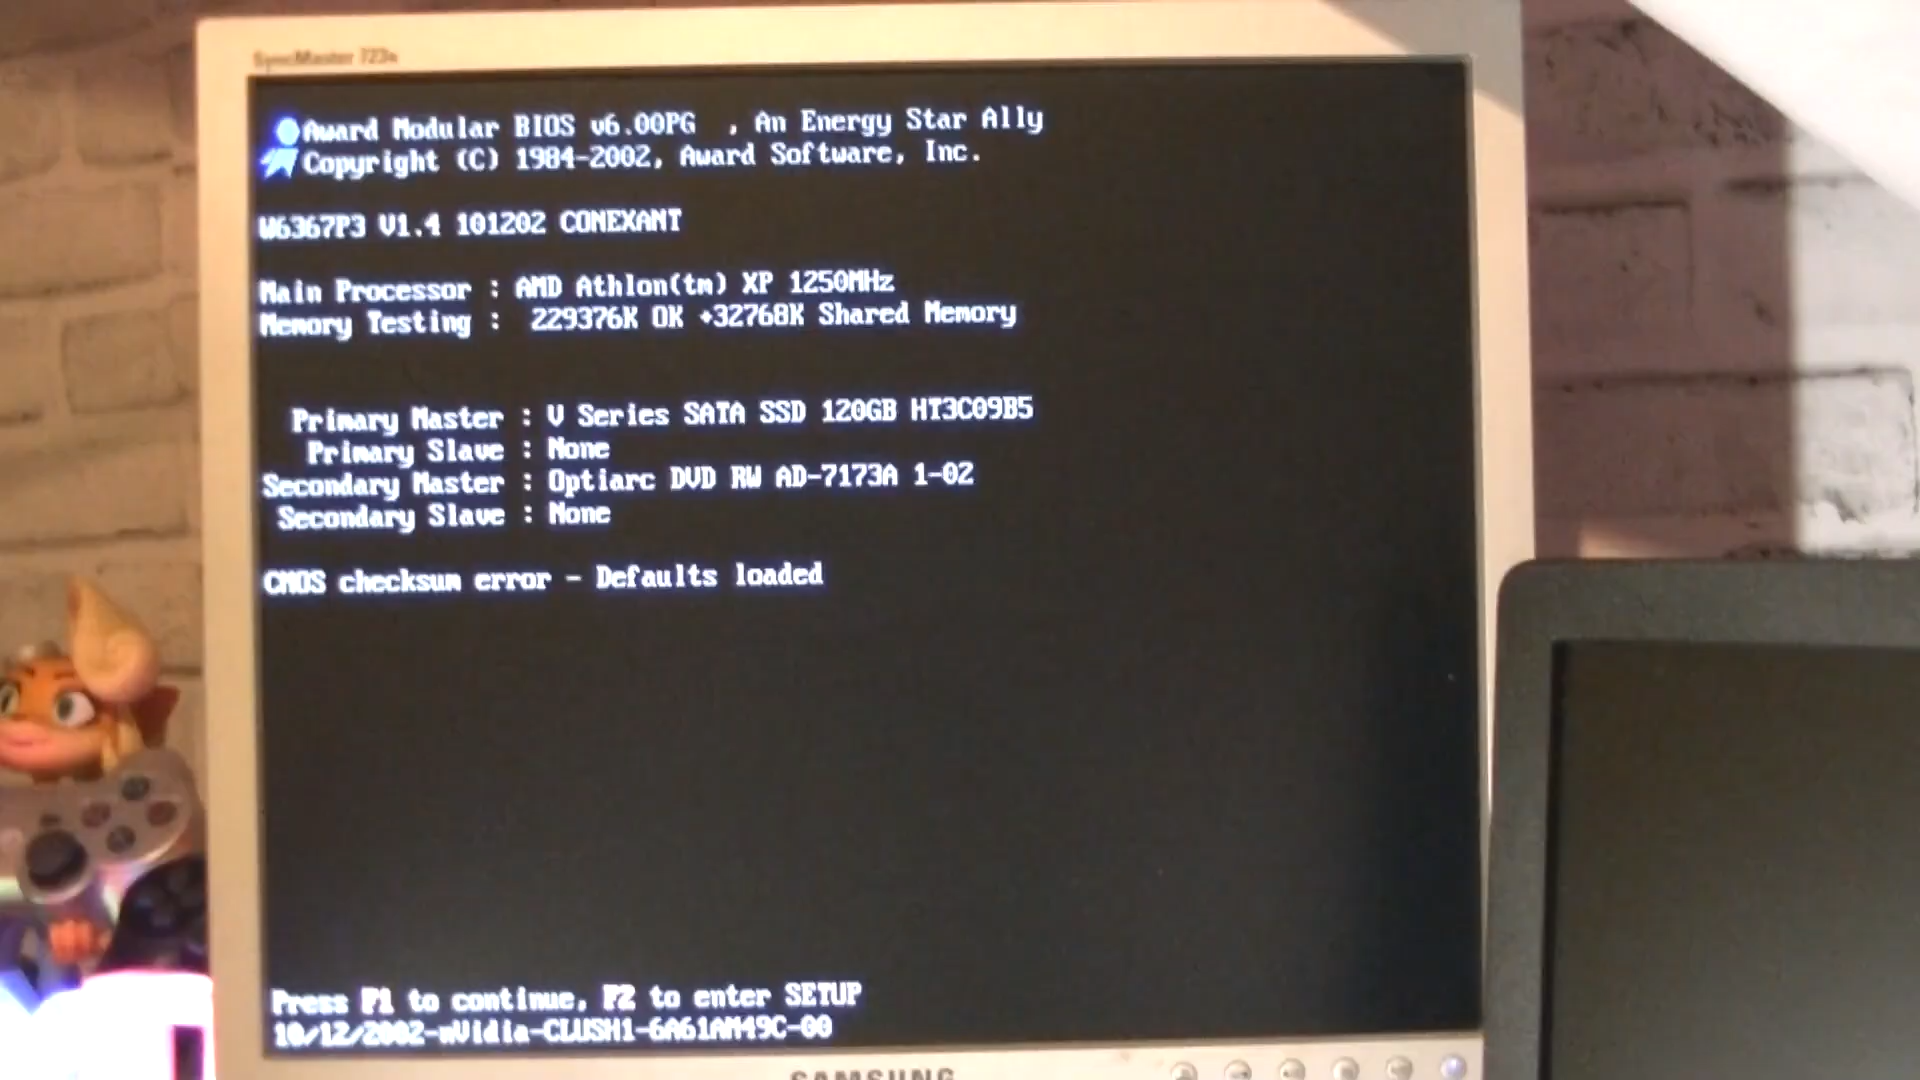 SyncMaster 723n
Award Modular BIOS v6.00PG , An Energy Star Ally
Copyright (C) 1984-2002, Award Software, Inc.
W6367P3 V1.4 101202 CONEXANT
Main Processor : AMD Athlon(tm) XP 1250MHz
Memory Testing : 229376K OK +32768K Shared Memory
Primary Master : V Series SATA SSD 120GB HT3C09B5
Primary Slave : None
Secondary Master : Optiarc DVD RW AD-7173A 1-02
Secondary Slave : None
CMOS checksum error - Defaults loaded
Press F1 to continue, F2 to enter SETUP
10/12/2002-nVidia-CLUSH1-6A61AM49C-00
SAMSUNG